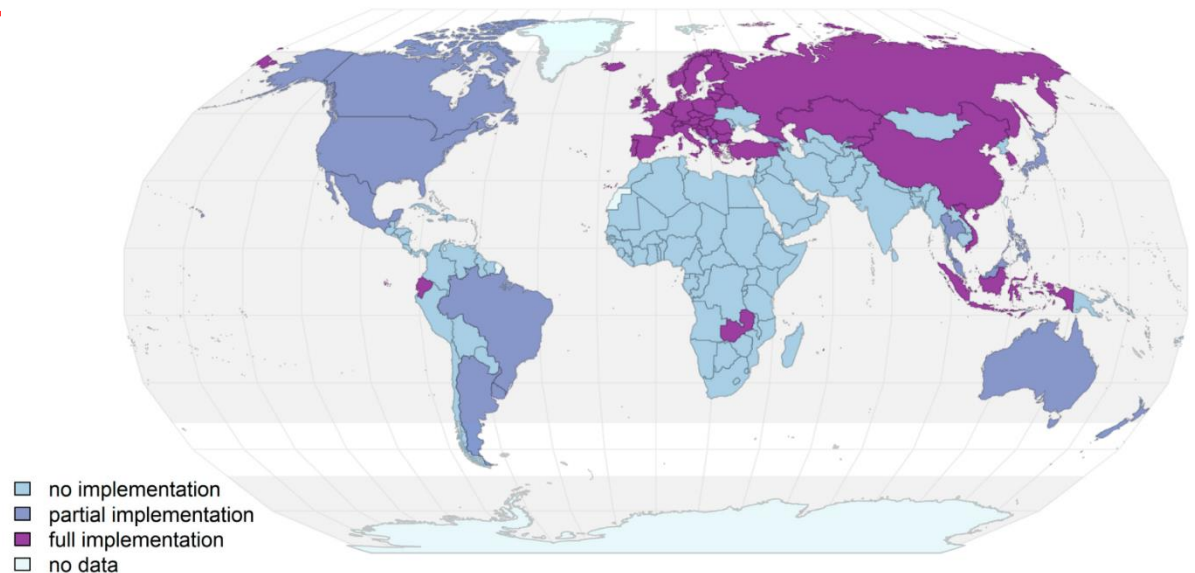 no implementation
partial implementation
full implementation
no data